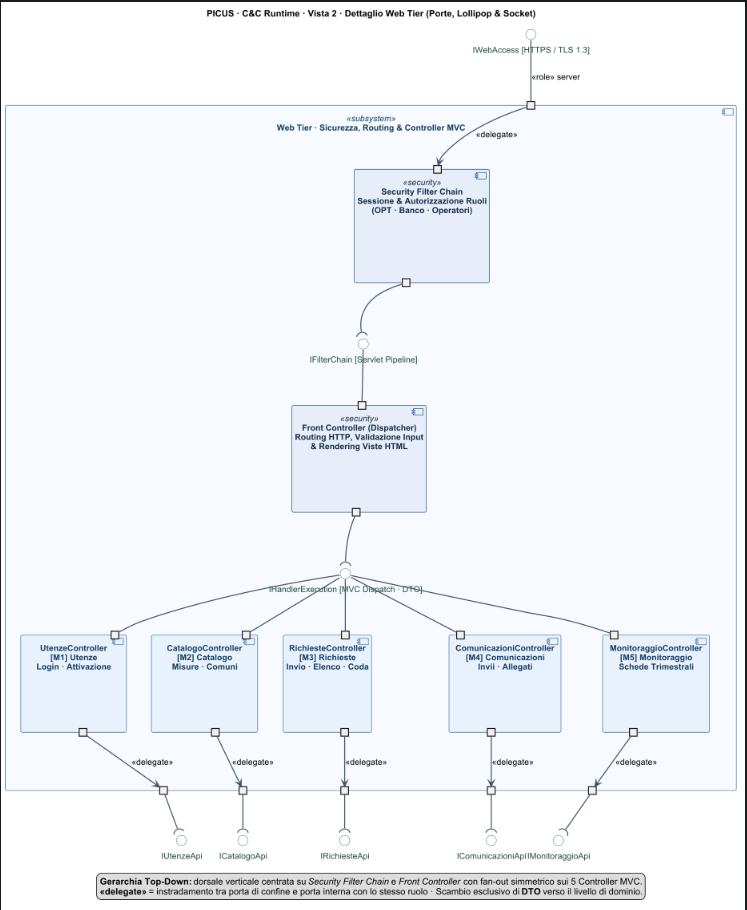 PICUS · C&C Runtime · Vista 2 · Dettaglio Web Tier (Porte, Lollipop & Socket)
IWebAccess [HTTPS / TLS 1.3]
«role» server
«subsystem»
Web Tier · Sicurezza, Routing & Controller MVC
«delegate»
«security»
Security Filter Chain
Sessione & Autorizzazione Ruoli
(OPT · Banco · Operatori)
IFilterChain [Servlet Pipeline]
«security»
Front Controller (Dispatcher)
Routing HTTP, Validazione Input
& Rendering Viste HTML
IHandlerExecution [MVC Dispatch · DTO]
UtenzeController
[M1] Utenze
Login · Attivazione
CatalogoController
[M2] Catalogo
Misure · Comuni
RichiesteController
[M3] Richieste
Invio · Elenco · Coda
ComunicazioniController
[M4] Comunicazioni
Invii · Allegati
MonitoraggioController
[M5] Monitoraggio
Schede Trimestrali
«delegate»
«delegate»
«delegate»
«delegate»
«delegate»
IUtenzeApi
ICatalogoApi
IRichiesteApi
IComunicazioniApi
IMonitoraggioApi
Gerarchia Top-Down: dorsale verticale centrata su Security Filter Chain e Front Controller con fan-out simmetrico sui 5 Controller MVC.
«delegate» = instradamento tra porta di confine e porta interna con lo stesso ruolo · Scambio esclusivo di DTO verso il livello di dominio.